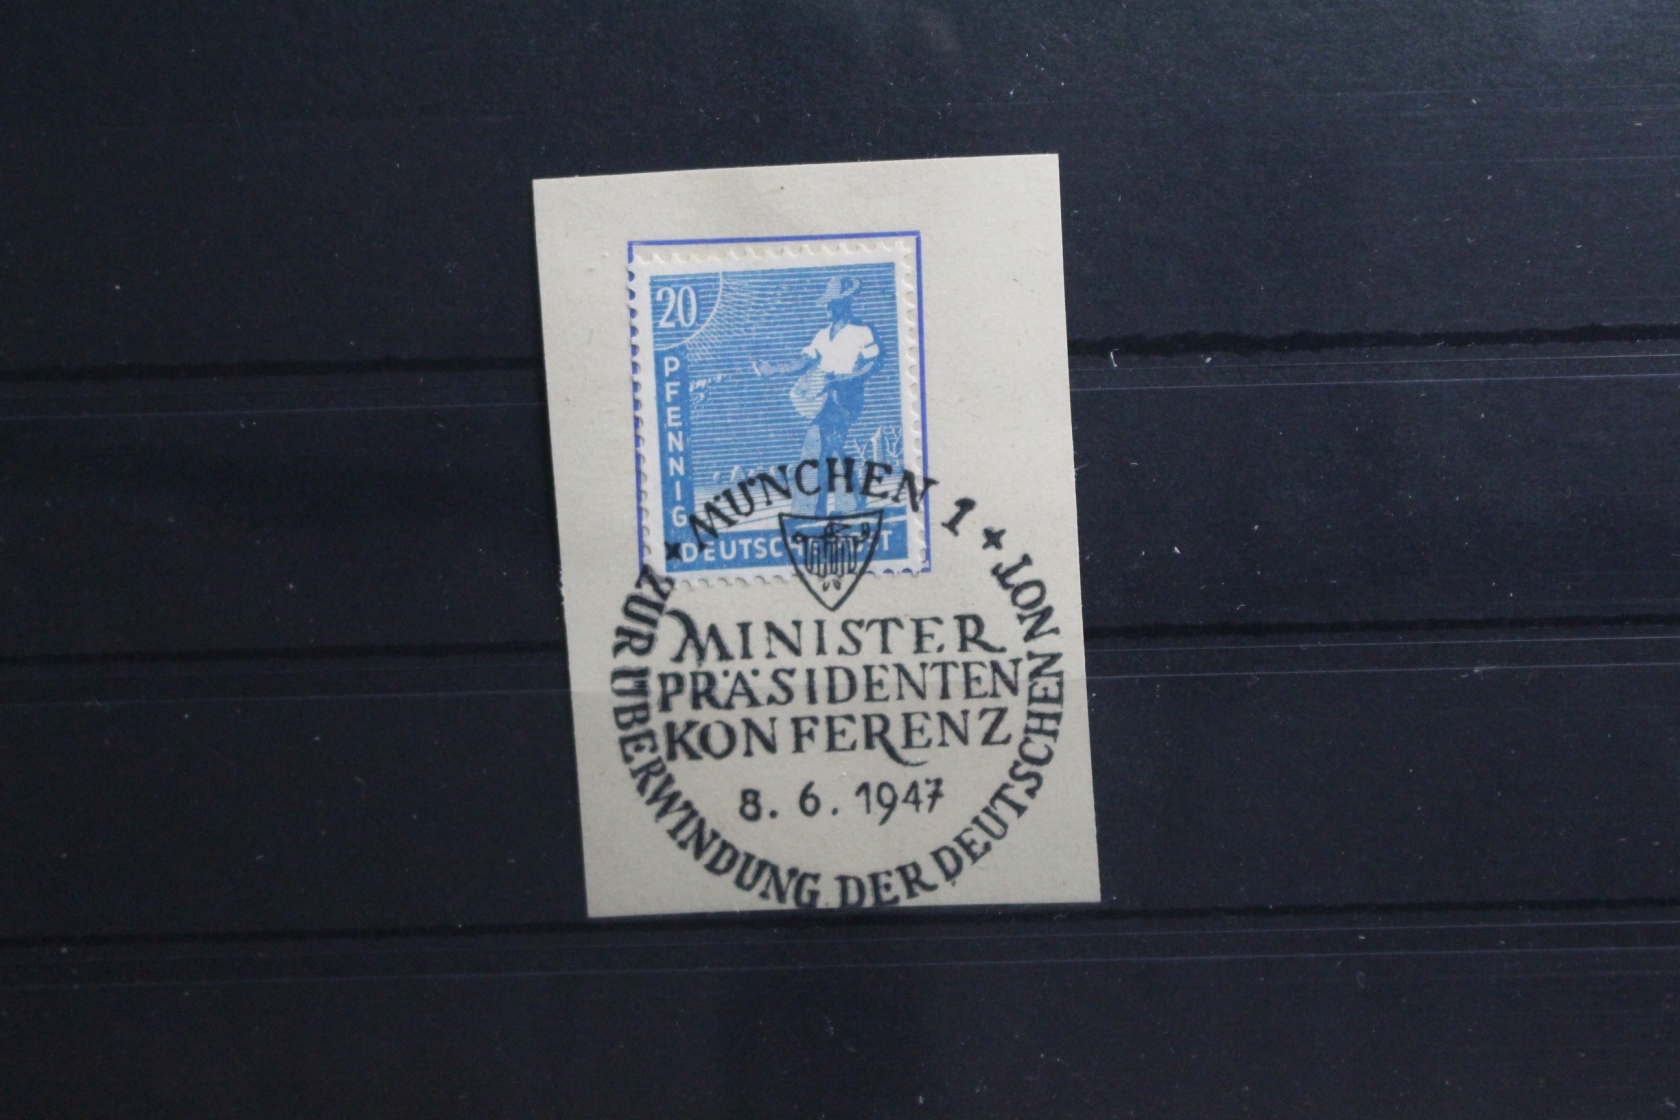 20
PFENNIG
DEUTSCHE POST
MÜNCHEN 1
MINISTER
PRÄSIDENTEN
KONFERENZ
8. 6. 1947
ZUR ÜBERWINDUNG DER DEUTSCHEN NOT